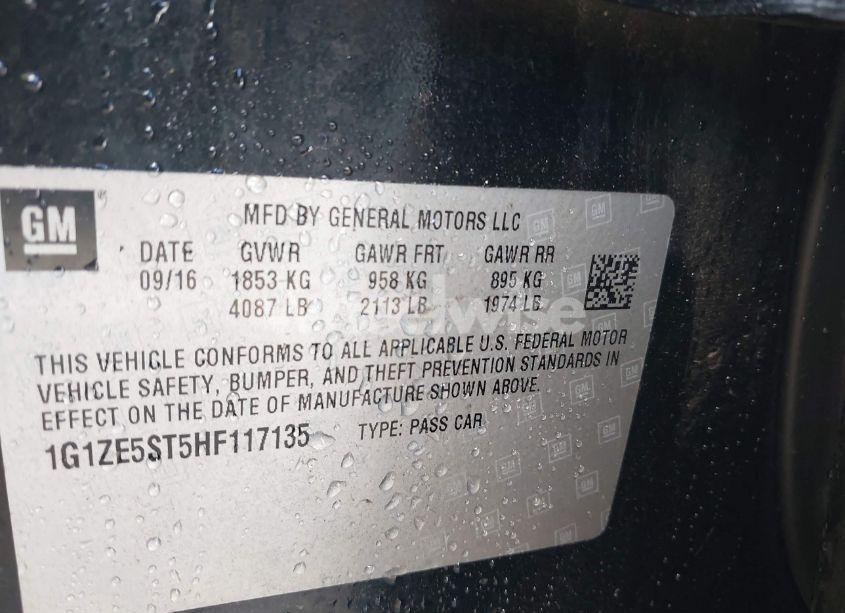 GM
MFD BY GENERAL MOTORS LLC
DATE GVWR GAWR FRT GAWR RR
09/16 1853 KG 958 KG 895 KG
4087 LB 2113 LB 1974 LB
THIS VEHICLE CONFORMS TO ALL APPLICABLE U.S. FEDERAL MOTOR
VEHICLE SAFETY, BUMPER, AND THEFT PREVENTION STANDARDS IN
EFFECT ON THE DATE OF MANUFACTURE SHOWN ABOVE.
1G1ZE5ST5HF117135 TYPE: PASS CAR